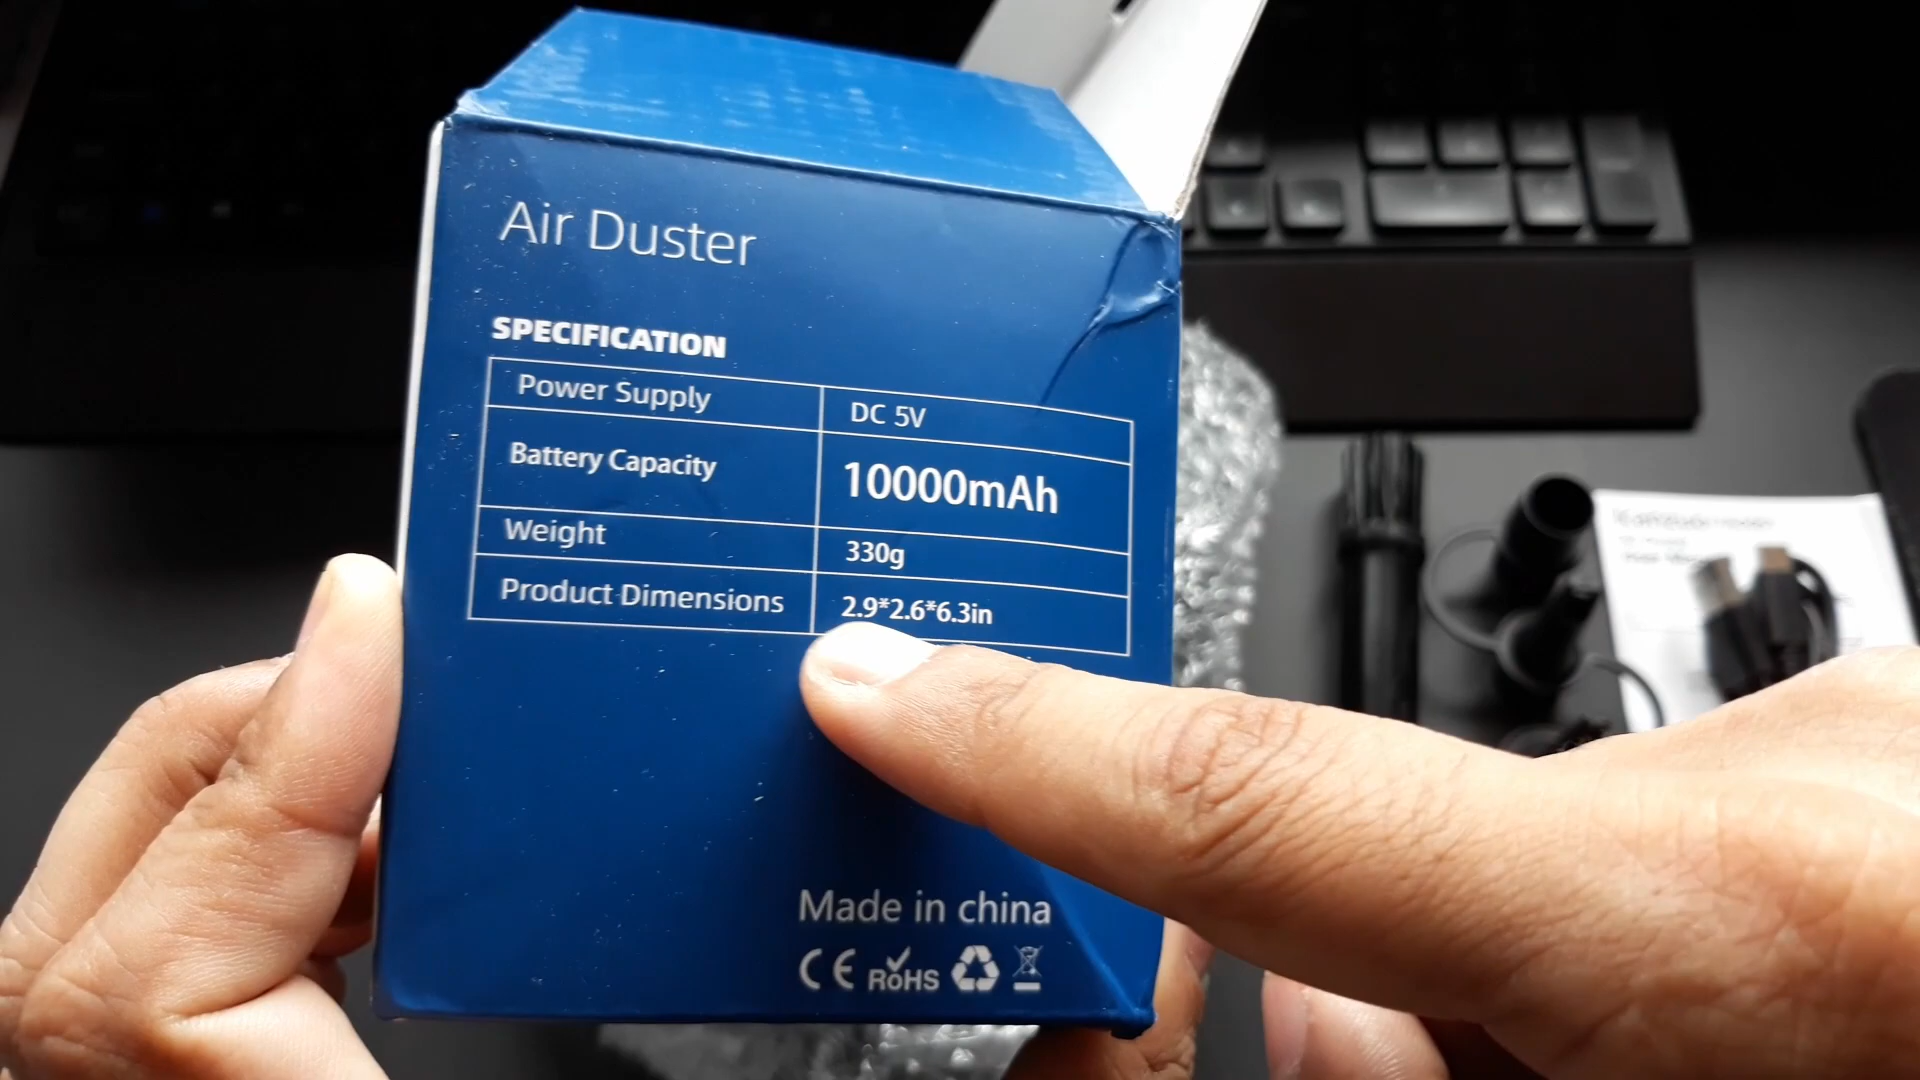 Air Duster
SPECIFICATION
Power Supply DC 5V
Battery Capacity 10000mAh
Weight 330g
Product Dimensions 2.9*2.6*6.3in
Made in china
CE RoHS